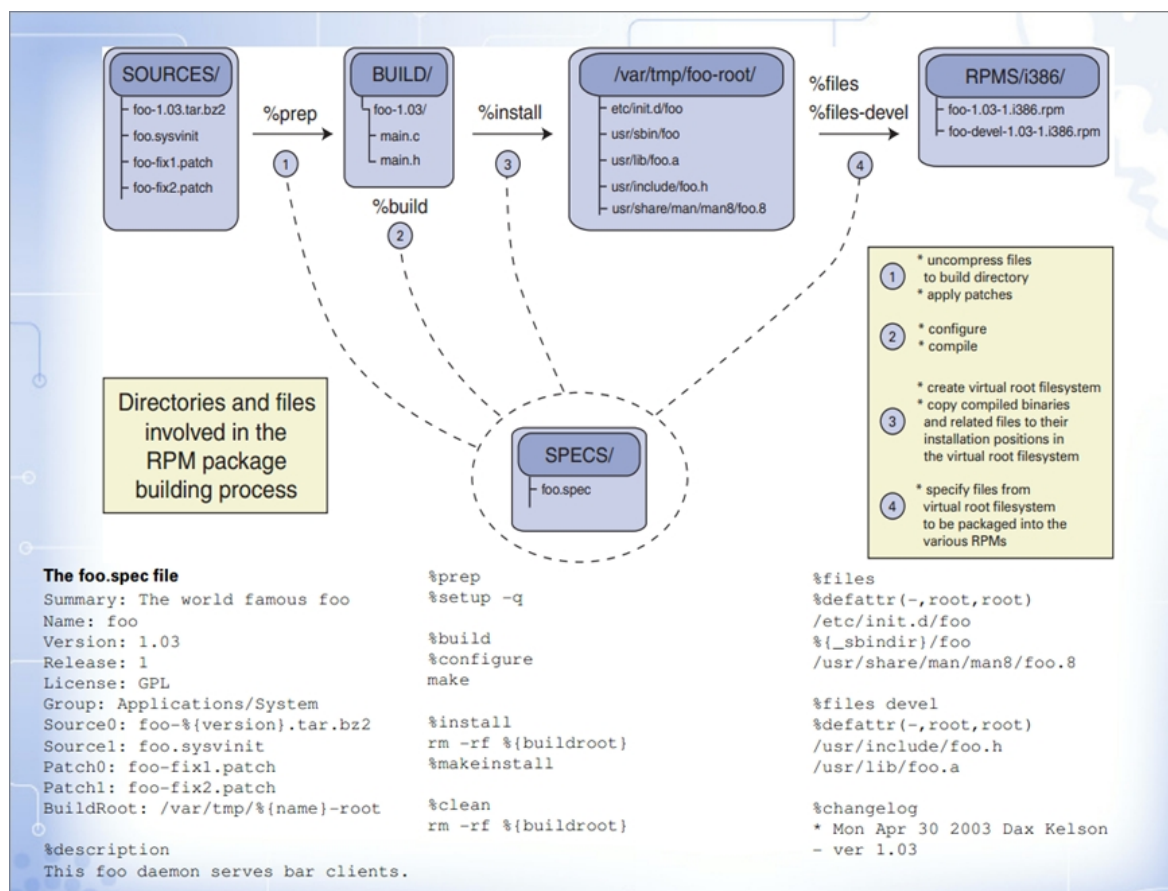 SOURCES/
foo-1.03.tar.bz2
foo.sysvinit
foo-fix1.patch
foo-fix2.patch
%prep
1
BUILD/
foo-1.03/
main.c
main.h
%build
2
%install
3
/var/tmp/foo-root/
etc/init.d/foo
usr/sbin/foo
usr/lib/foo.a
usr/include/foo.h
usr/share/man/man8/foo.8
%files
%files-devel
4
RPMS/i386/
foo-1.03-1.i386.rpm
foo-devel-1.03-1.i386.rpm
1
* uncompress files
to build directory
* apply patches
2
* configure
* compile
3
* create virtual root filesystem
* copy compiled binaries
and related files to their
installation positions in
the virtual root filesystem
4
* specify files from
virtual root filesystem
to be packaged into the
various RPMs
Directories and files
involved in the
RPM package
building process
SPECS/
foo.spec
The foo.spec file
Summary: The world famous foo
Name: foo
Version: 1.03
Release: 1
License: GPL
Group: Applications/System
Source0: foo-%{version}.tar.bz2
Source1: foo.sysvinit
Patch0: foo-fix1.patch
Patch1: foo-fix2.patch
BuildRoot: /var/tmp/%{name}-root
%description
This foo daemon serves bar clients.
%prep
%setup -q
%build
%configure
make
%install
rm -rf %{buildroot}
%makeinstall
%clean
rm -rf %{buildroot}
%files
%defattr(-,root,root)
/etc/init.d/foo
%{_sbindir}/foo
/usr/share/man/man8/foo.8
%files devel
%defattr(-,root,root)
/usr/include/foo.h
/usr/lib/foo.a
%changelog
* Mon Apr 30 2003 Dax Kelson
- ver 1.03